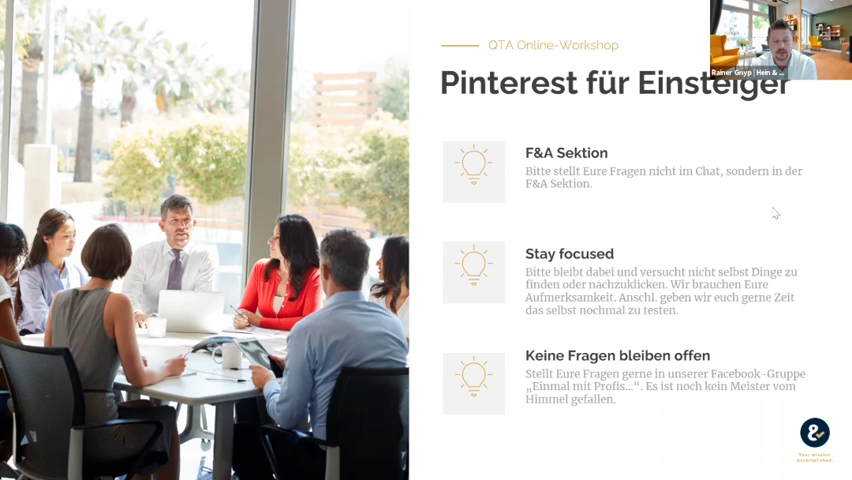 QTA Online-Workshop
Rainer Gnyp | Hein & ...
Pinterest für Einsteiger
F&A Sektion
Bitte stellt Eure Fragen nicht im Chat, sondern in der
F&A Sektion.
Stay focused
Bitte bleibt dabei und versucht nicht selbst Dinge zu
finden oder nachzuklicken. Wir brauchen Eure
Aufmerksamkeit. Anschl. geben wir euch gerne Zeit
das selbst nochmal zu testen.
Keine Fragen bleiben offen
Stellt Eure Fragen gerne in unserer Facebook-Gruppe
„Einmal mit Profis...“. Es ist noch kein Meister vom
Himmel gefallen.
&
Your mission
accomplished.